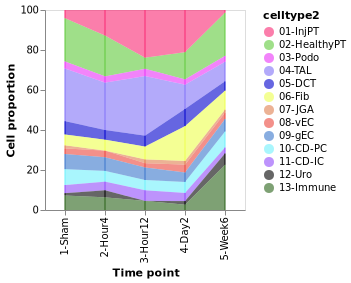 celltype2
01-InjPT
02-HealthyPT
03-Podo
04-TAL
05-DCT
06-Fib
07-JGA
08-vEC
09-gEC
10-CD-PC
11-CD-IC
12-Uro
13-Immune
Cell proportion
100
80
60
40
20
0
1-Sham
2-Hour4
3-Hour12
4-Day2
5-Week6
Time point